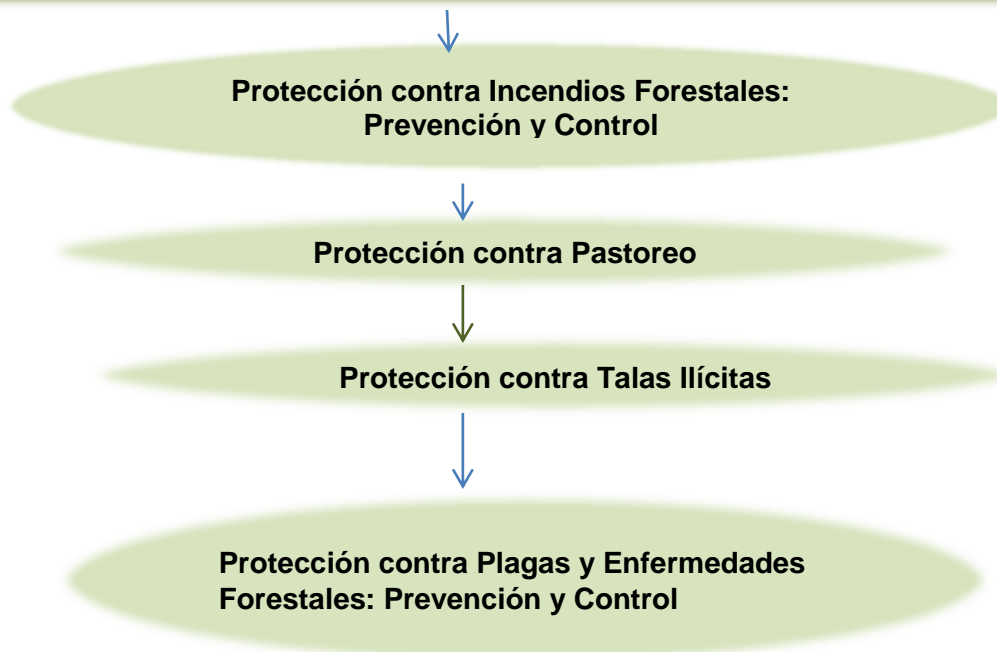 Protección contra Incendios Forestales:
Prevención y Control
Protección contra Pastoreo
Protección contra Talas Ilícitas
Protección contra Plagas y Enfermedades
Forestales: Prevención y Control